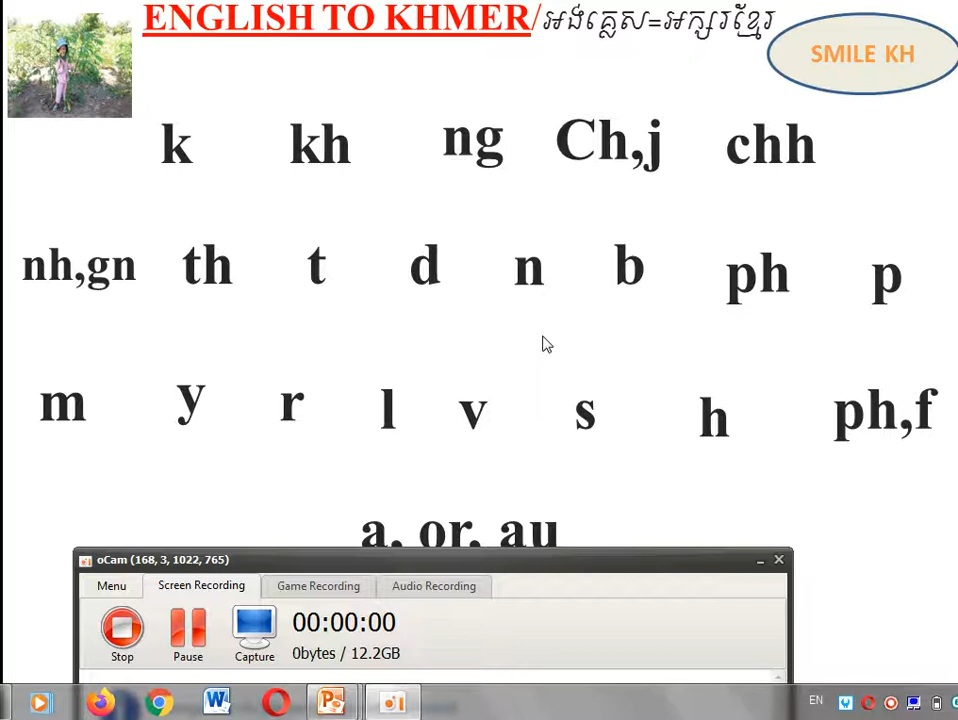 ENGLISH TO KHMER/អង់គ្លេស=អក្សរខ្មែរ
SMILE KH
k kh ng Ch,j chh
nh,gn th t d n b ph p
m y r l v s h ph,f
a, or, au
oCam (168, 3, 1022, 765)
Menu Screen Recording Game Recording Audio Recording
00:00:00
0bytes / 12.2GB
Stop Pause Capture
EN